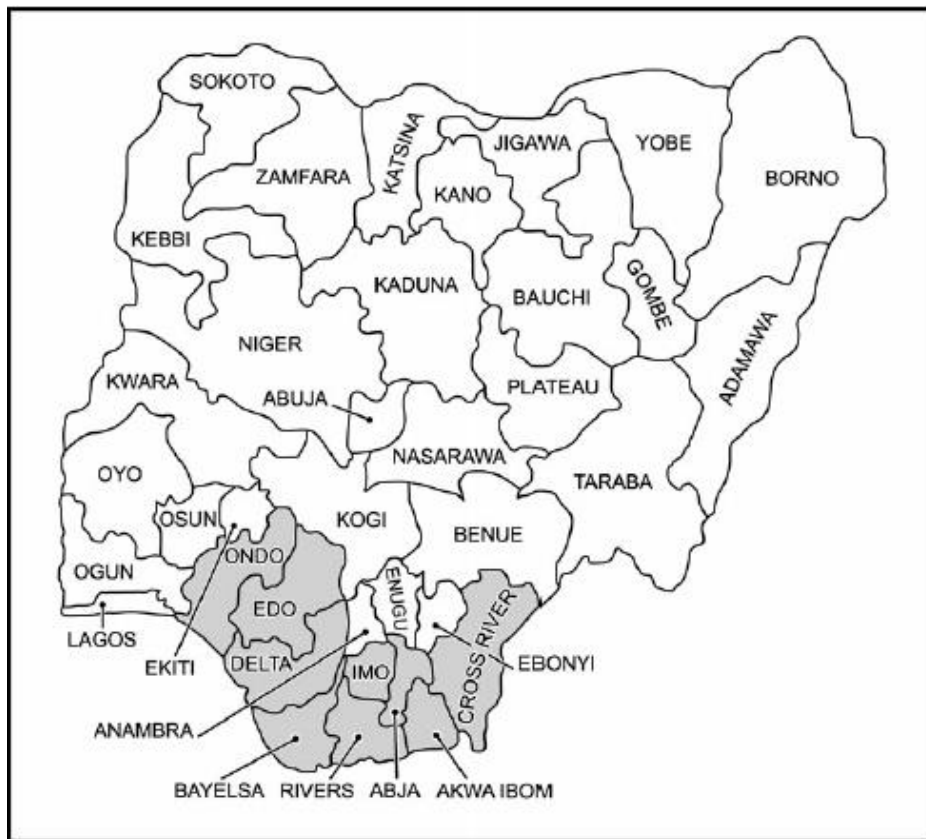 SOKOTO
KATSINA
JIGAWA
YOBE
ZAMFARA
KANO
BORNO
KEBBI
KADUNA
BAUCHI
GOMBE
NIGER
ADAMAWA
KWARA
ABUJA
PLATEAU
NASARAWA
OYO
TARABA
OSUN
KOGI
BENUE
ONDO
OGUN
ENUGU
EDO
CROSS RIVER
LAGOS
EKITI
DELTA
IMO
EBONYI
ANAMBRA
BAYELSA
RIVERS
ABJA
AKWA IBOM